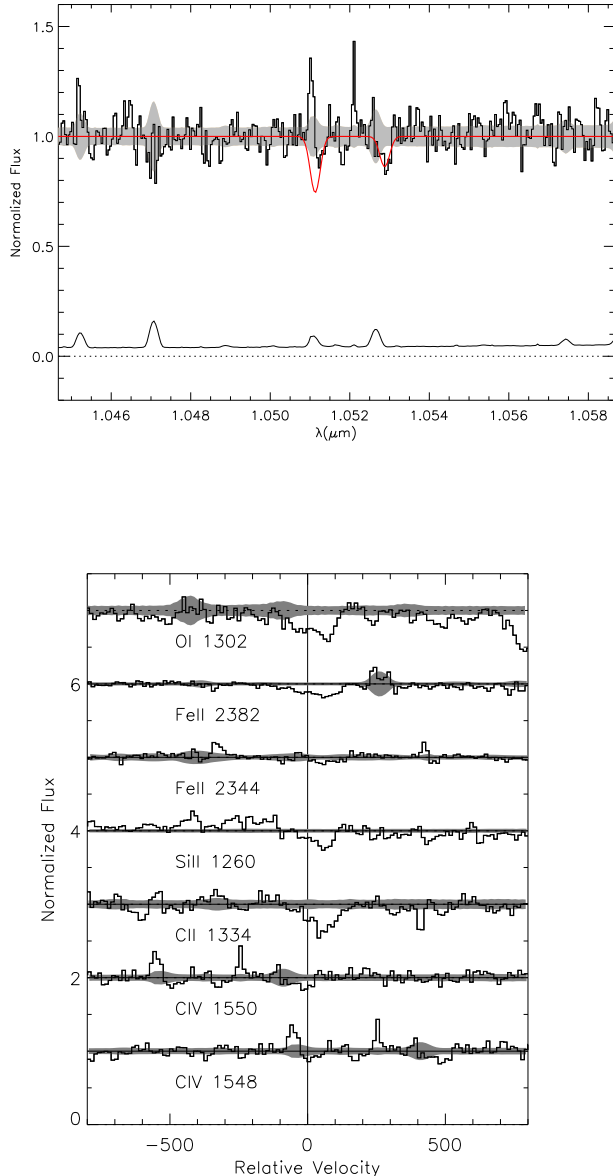 1.5
1.0
0.5
0.0
Normalized Flux
1.046 1.048 1.050 1.052 1.054 1.056 1.058
λ(μm)
OI 1302
6
FeII 2382
FeII 2344
4
SiII 1260
CII 1334
2
CIV 1550
CIV 1548
0
Normalized Flux
−500 0 500
Relative Velocity